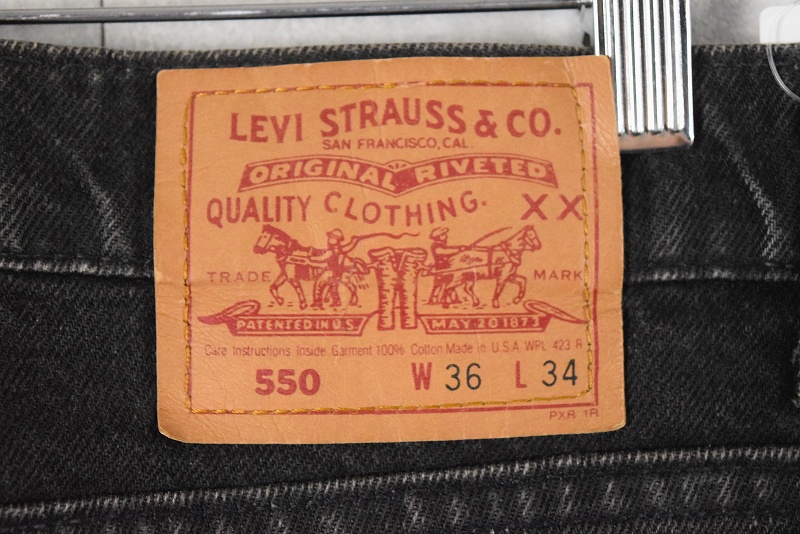 LEVI STRAUSS & CO.
SAN FRANCISCO, CAL.
ORIGINAL RIVETED
QUALITY CLOTHING. XX
TRADE MARK
PATENTED IN U.S. MAY 20 1873
Care Instructions Inside Garment 100% Cotton Made in U.S.A. WPL 423 R
550 W 36 L 34
PXR 1R